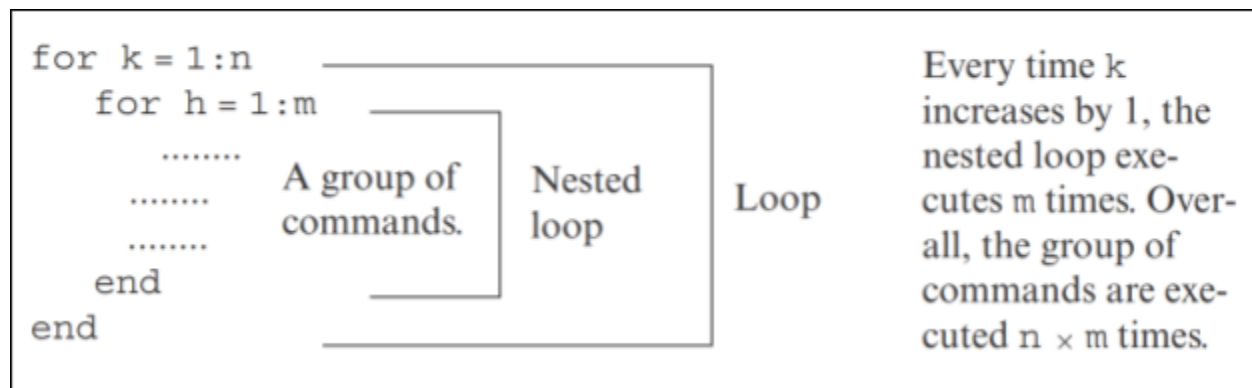 for k = 1:n
for h = 1:m
........
........
........
end
end
A group of
commands.
Nested
loop
Loop
Every time k
increases by 1, the
nested loop exe-
cutes m times. Over-
all, the group of
commands are exe-
cuted n × m times.